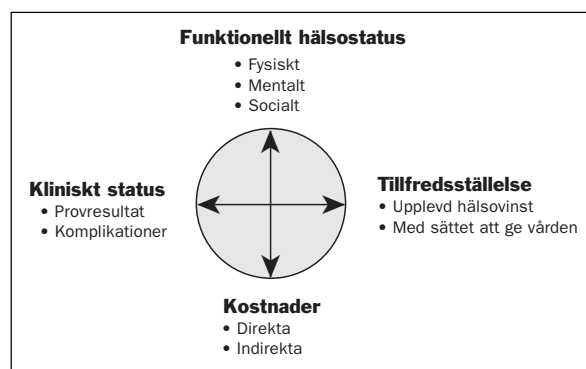 Funktionellt hälsostatus
• Fysiskt
• Mentalt
• Socialt
Kliniskt status
• Provresultat
• Komplikationer
Tillfredsställelse
• Upplevd hälsovinst
• Med sättet att ge vården
Kostnader
• Direkta
• Indirekta